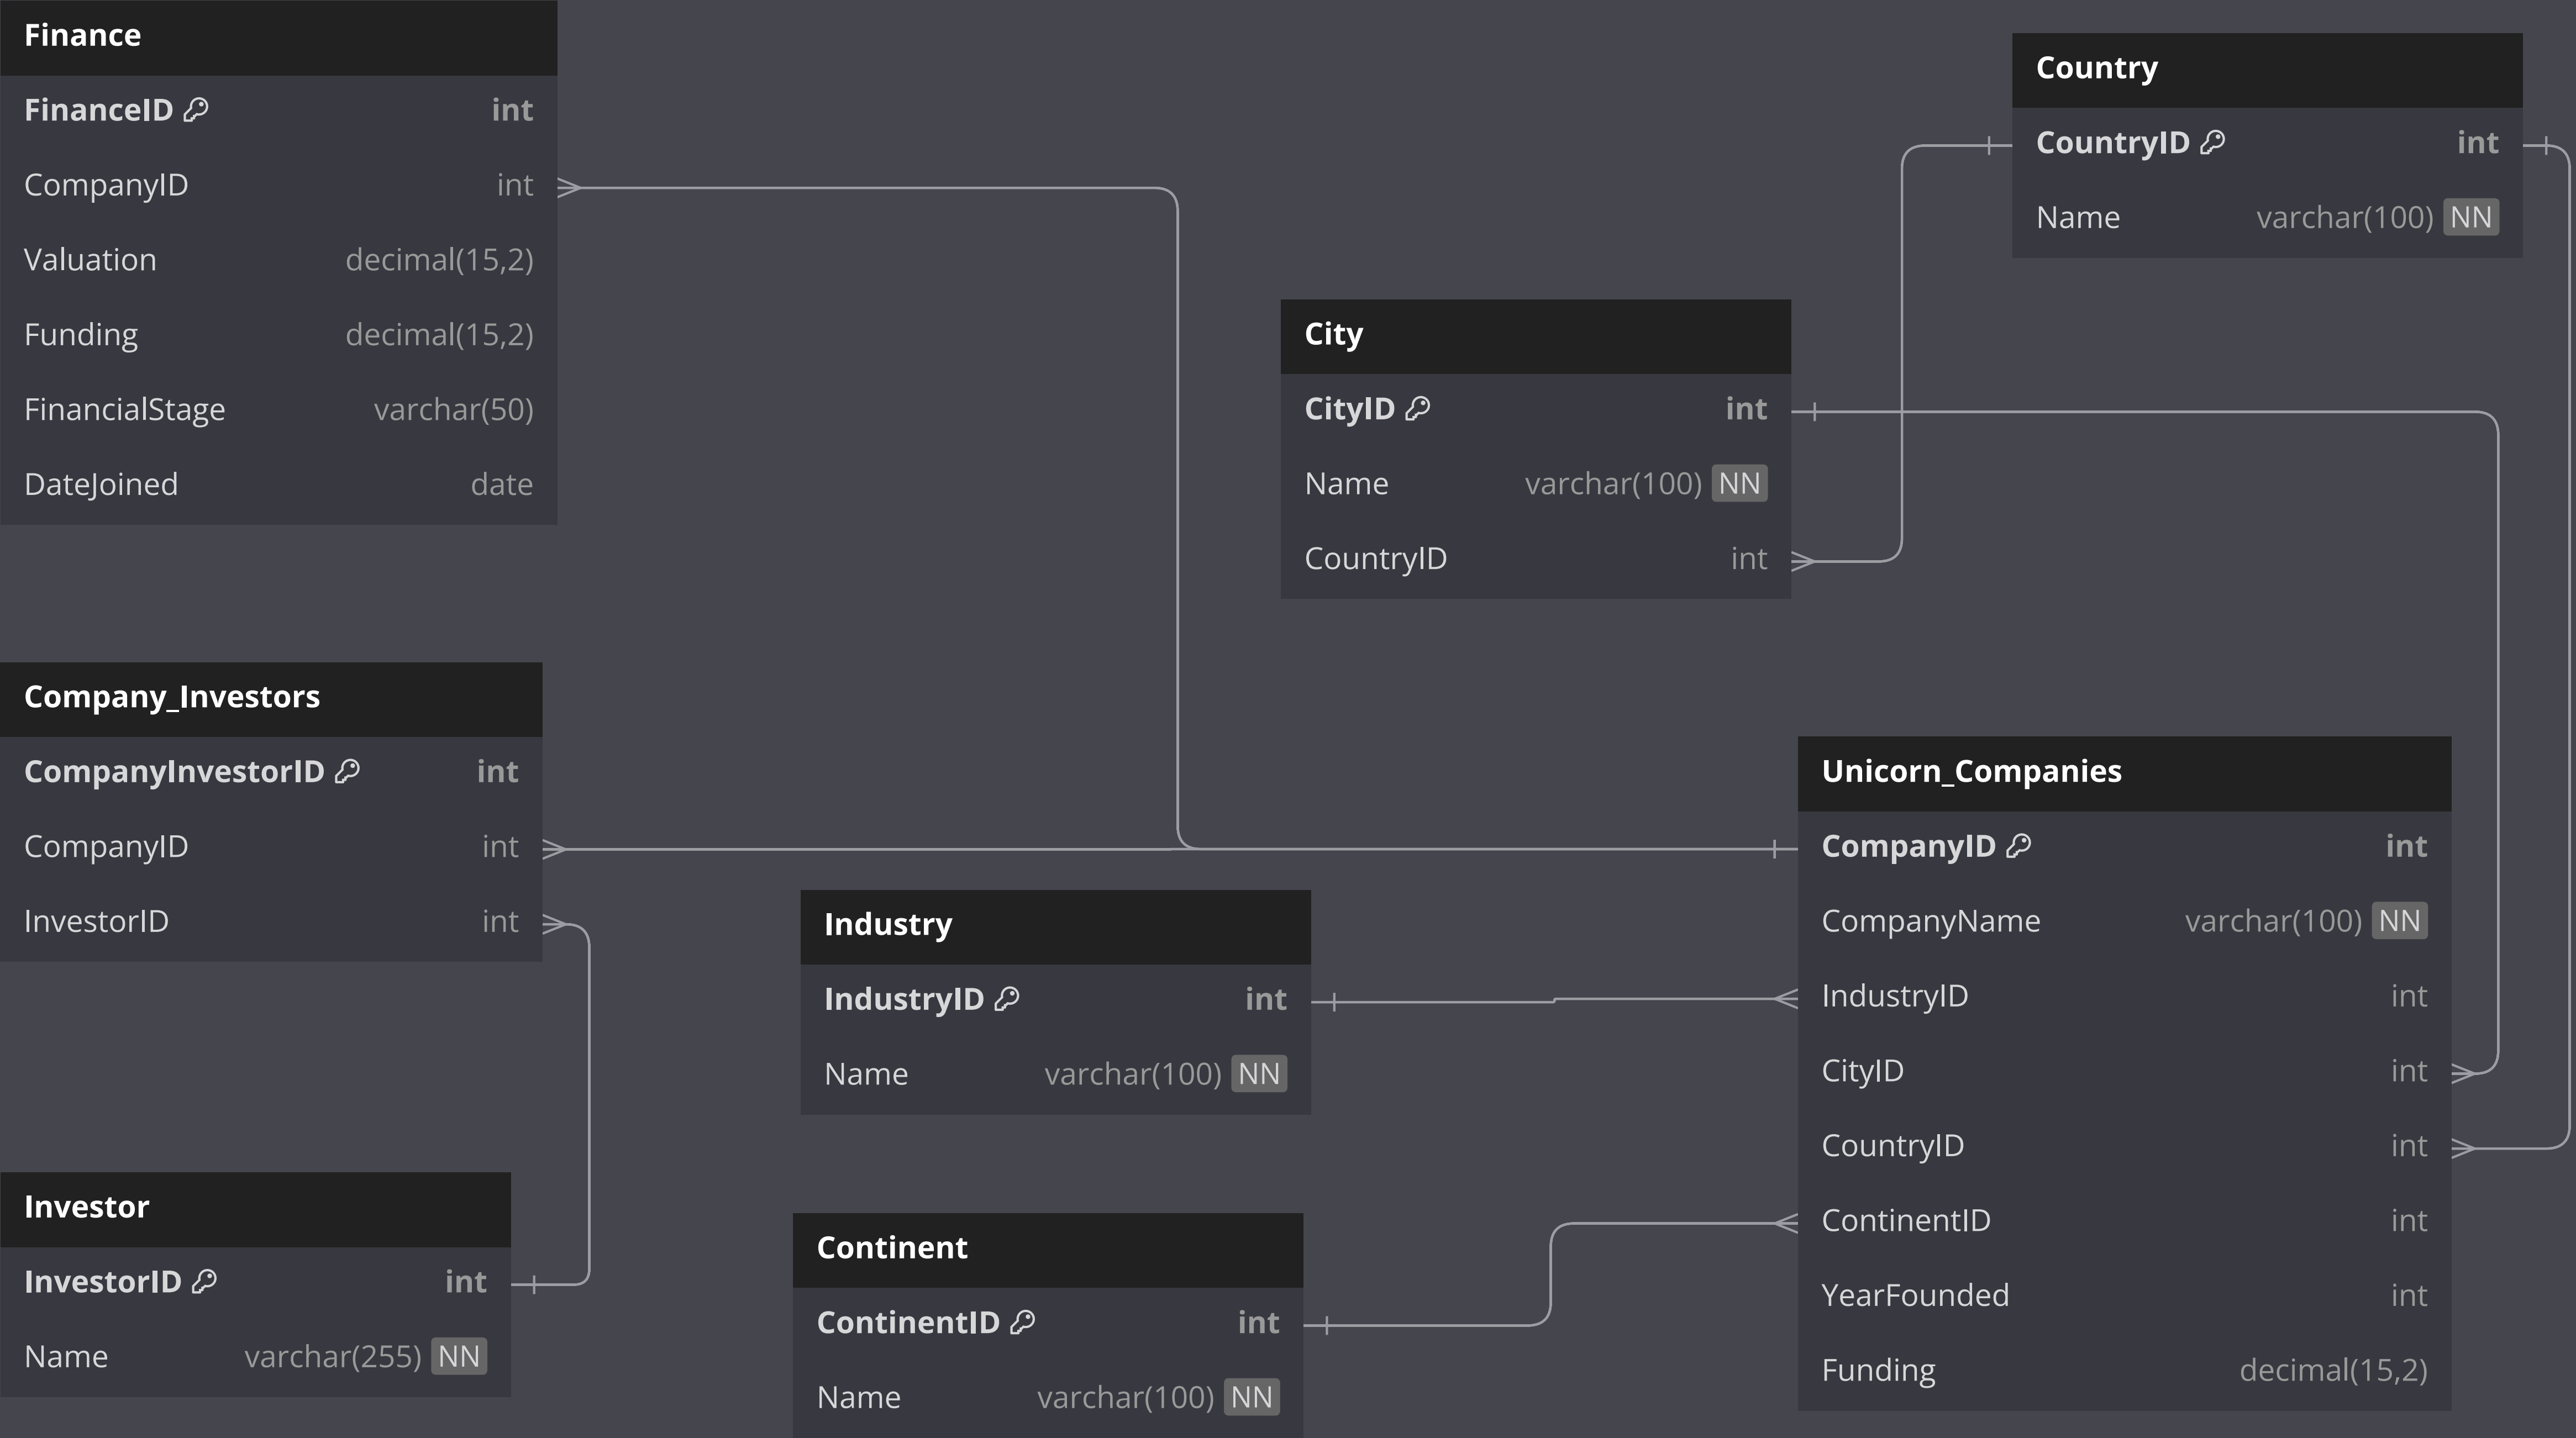 Finance
FinanceID int
CompanyID int
Valuation decimal(15,2)
Funding decimal(15,2)
FinancialStage varchar(50)
DateJoined date
Country
CountryID int
Name varchar(100) NN
City
CityID int
Name varchar(100) NN
CountryID int
Company_Investors
CompanyInvestorID int
CompanyID int
InvestorID int
Unicorn_Companies
CompanyID int
CompanyName varchar(100) NN
IndustryID int
CityID int
CountryID int
ContinentID int
YearFounded int
Funding decimal(15,2)
Industry
IndustryID int
Name varchar(100) NN
Investor
InvestorID int
Name varchar(255) NN
Continent
ContinentID int
Name varchar(100) NN